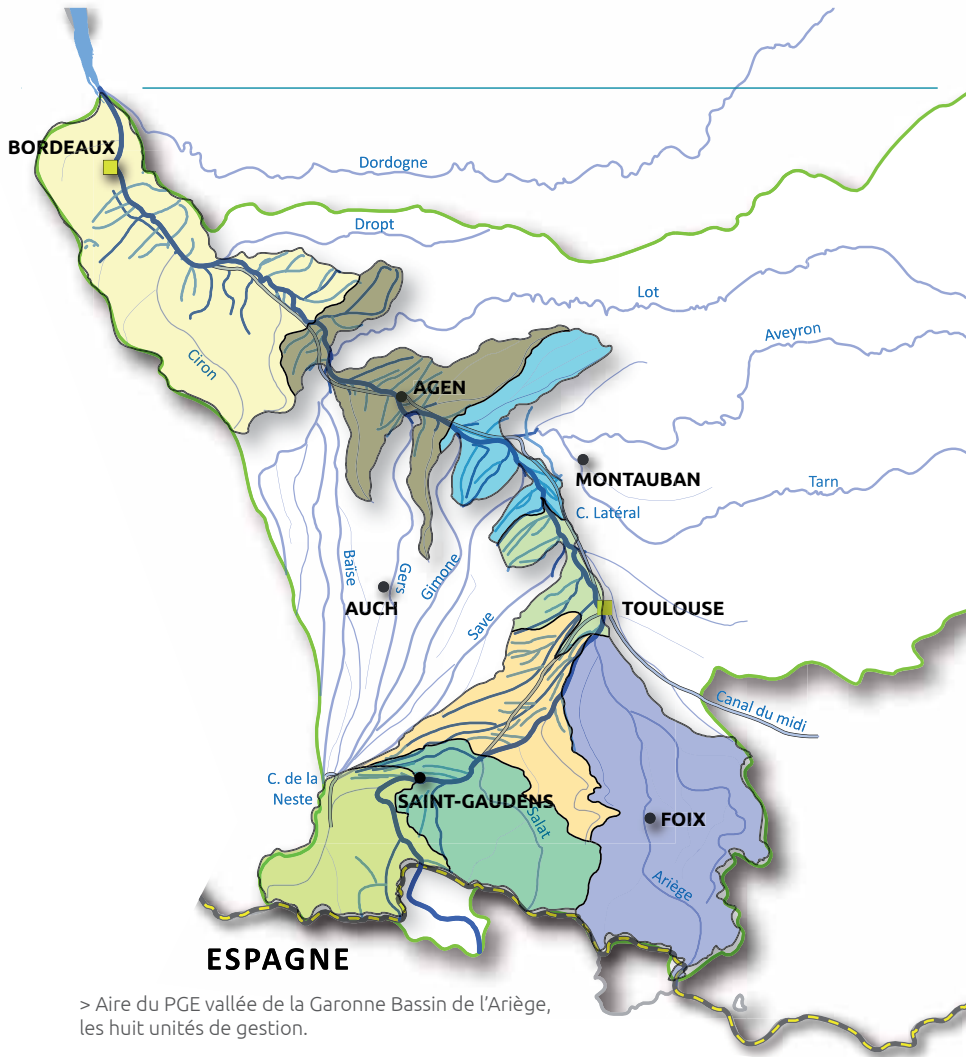 BORDEAUX
Dordogne
Dropt
Lot
Aveyron
Ciron
AGEN
MONTAUBAN
Tarn
C. Latéral
Baïse
Gers
Gimone
AUCH
Save
TOULOUSE
Canal du midi
C. de la
Neste
SAINT-GAUDENS
Salat
FOIX
Ariège
ESPAGNE
> Aire du PGE vallée de la Garonne Bassin de l'Ariège,
les huit unités de gestion.